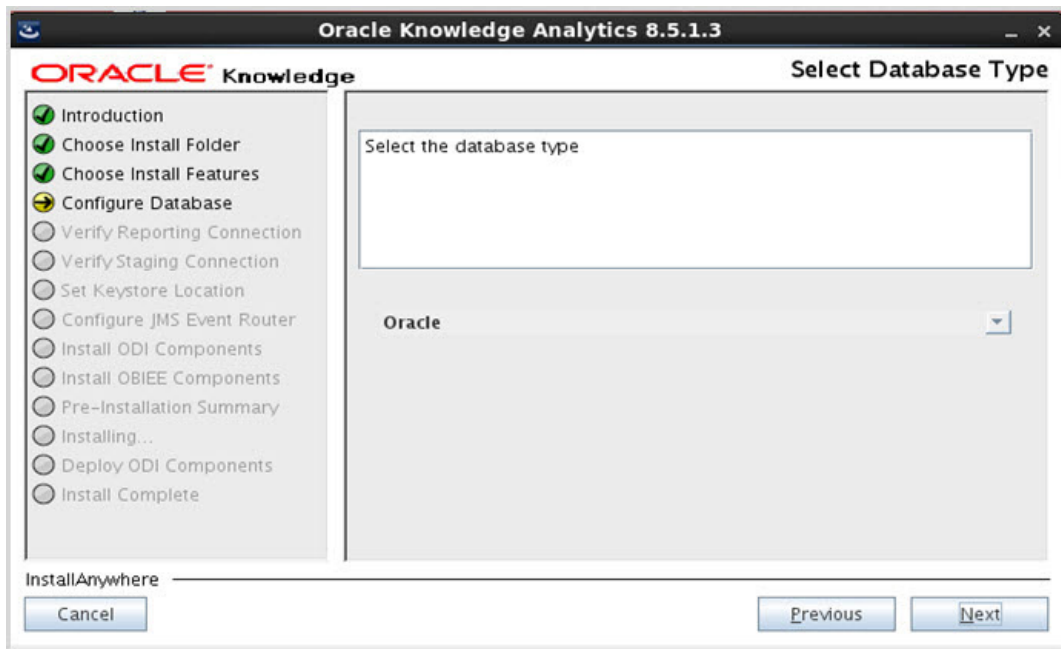 Oracle Knowledge Analytics 8.5.1.3
ORACLE Knowledge
Select Database Type
Introduction
Choose Install Folder
Choose Install Features
Configure Database
Verify Reporting Connection
Verify Staging Connection
Set Keystore Location
Configure JMS Event Router
Install ODI Components
Install OBIEE Components
Pre-Installation Summary
Installing...
Deploy ODI Components
Install Complete
Select the database type
Oracle
InstallAnywhere
Cancel
Previous
Next